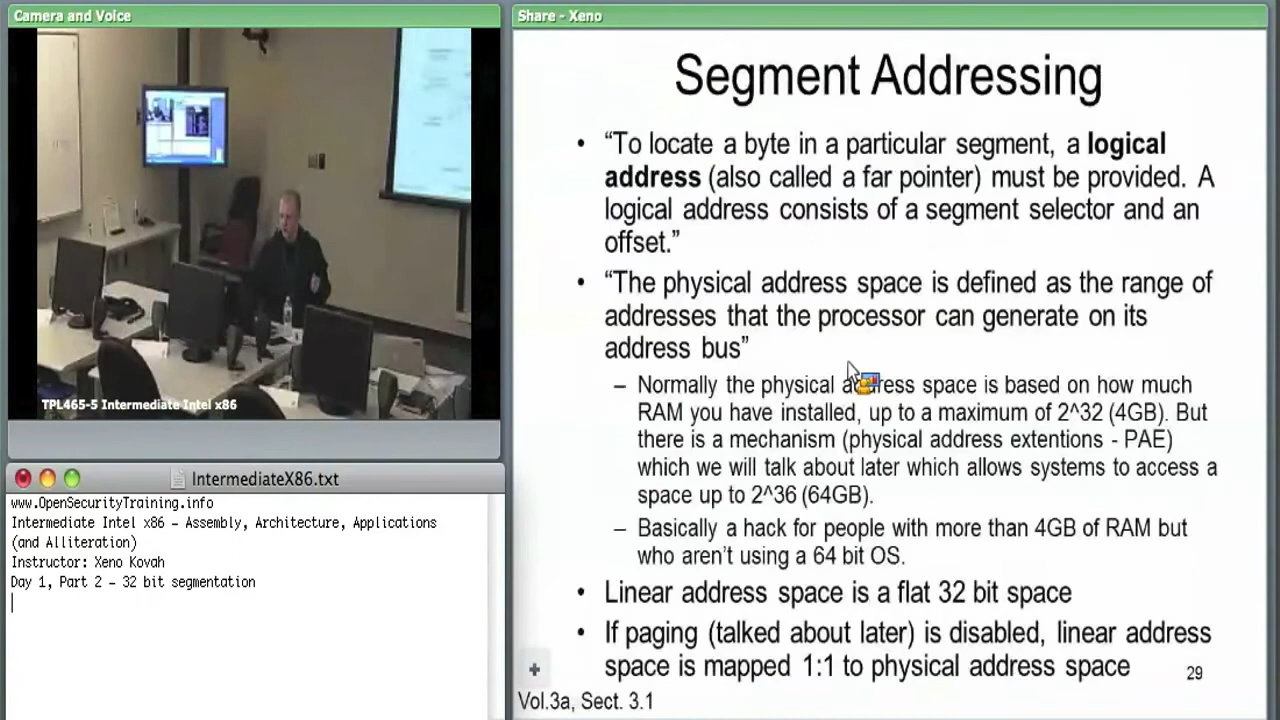 Camera and Voice
TPL465-5 Intermediate Intel x86
IntermediateX86.txt
www.OpenSecurityTraining.info
Intermediate Intel x86 – Assembly, Architecture, Applications
(and Alliteration)
Instructor: Xeno Kovah
Day 1, Part 2 – 32 bit segmentation
Share - Xeno
Segment Addressing
• “To locate a byte in a particular segment, a logical
address (also called a far pointer) must be provided. A
logical address consists of a segment selector and an
offset.”
• “The physical address space is defined as the range of
addresses that the processor can generate on its
address bus”
– Normally the physical address space is based on how much
RAM you have installed, up to a maximum of 2^32 (4GB). But
there is a mechanism (physical address extentions - PAE)
which we will talk about later which allows systems to access a
space up to 2^36 (64GB).
– Basically a hack for people with more than 4GB of RAM but
who aren’t using a 64 bit OS.
• Linear address space is a flat 32 bit space
• If paging (talked about later) is disabled, linear address
space is mapped 1:1 to physical address space
29
Vol.3a, Sect. 3.1